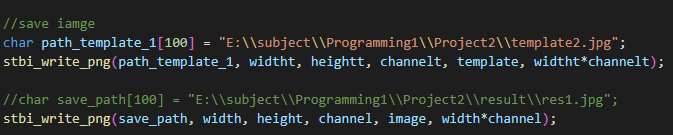 //save iamge
char path_template_1[100] = "E:\\subject\\Programming1\\Project2\\template2.jpg";
stbi_write_png(path_template_1, widtht, heightt, channelt, template, widtht*channelt);
//char save_path[100] = "E:\\subject\\Programming1\\Project2\\result\\res1.jpg";
stbi_write_png(save_path, width, height, channel, image, width*channel);